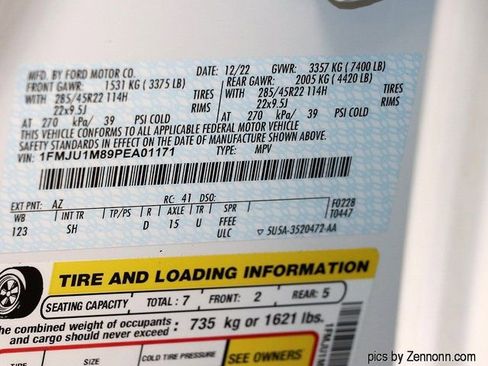 MFD. BY FORD MOTOR CO. DATE: 12/22 GVWR: 3357 KG (7400 LB)
FRONT GAWR: 1531 KG (3375 LB) REAR GAWR: 2005 KG (4420 LB)
WITH 285/45R22 114H TIRES WITH 285/45R22 114H TIRES
22x9.5J RIMS 22x9.5J RIMS
AT 270 kPa/ 39 PSI COLD AT 270 kPa/ 39 PSI COLD
THIS VEHICLE CONFORMS TO ALL APPLICABLE FEDERAL MOTOR VEHICLE
SAFETY STANDARDS IN EFFECT ON THE DATE OF MANUFACTURE SHOWN ABOVE.
VIN: 1FMJU1M89PEA01171 TYPE: MPV
EXT PNT: AZ RC: 41 DSO: F0228
WB INT TR TP/PS R AXLE TR SPR T0447
123 SH D 15 U FFEE
ULC 5U5A-3520472-AA
TIRE AND LOADING INFORMATION
SEATING CAPACITY TOTAL: 7 FRONT: 2 REAR: 5
The combined weight of occupants and cargo should never exceed: 735 kg or 1621 lbs.
TIRE SIZE COLD TIRE PRESSURE SEE OWNERS
1FMJU1M
pics by Zennonn.com